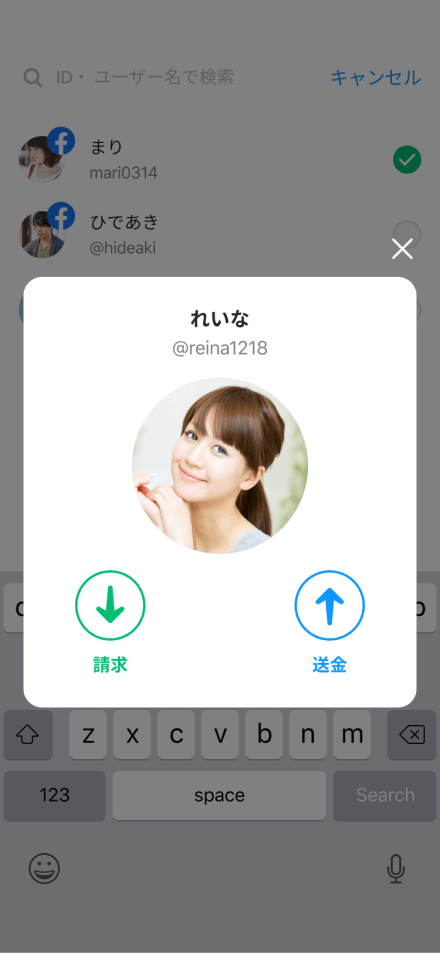 ID・ユーザー名で検索
キャンセル
まり
mari0314
ひであき
@hideaki
れいな
@reina1218
請求
送金
p
z x c v b n m
123
space
Search